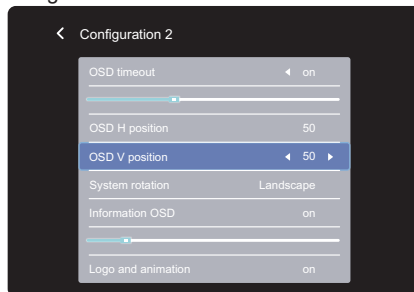 Configuration 2
OSD timeout on
OSD H position 50
OSD V position 50
System rotation Landscape
Information OSD on
Logo and animation on